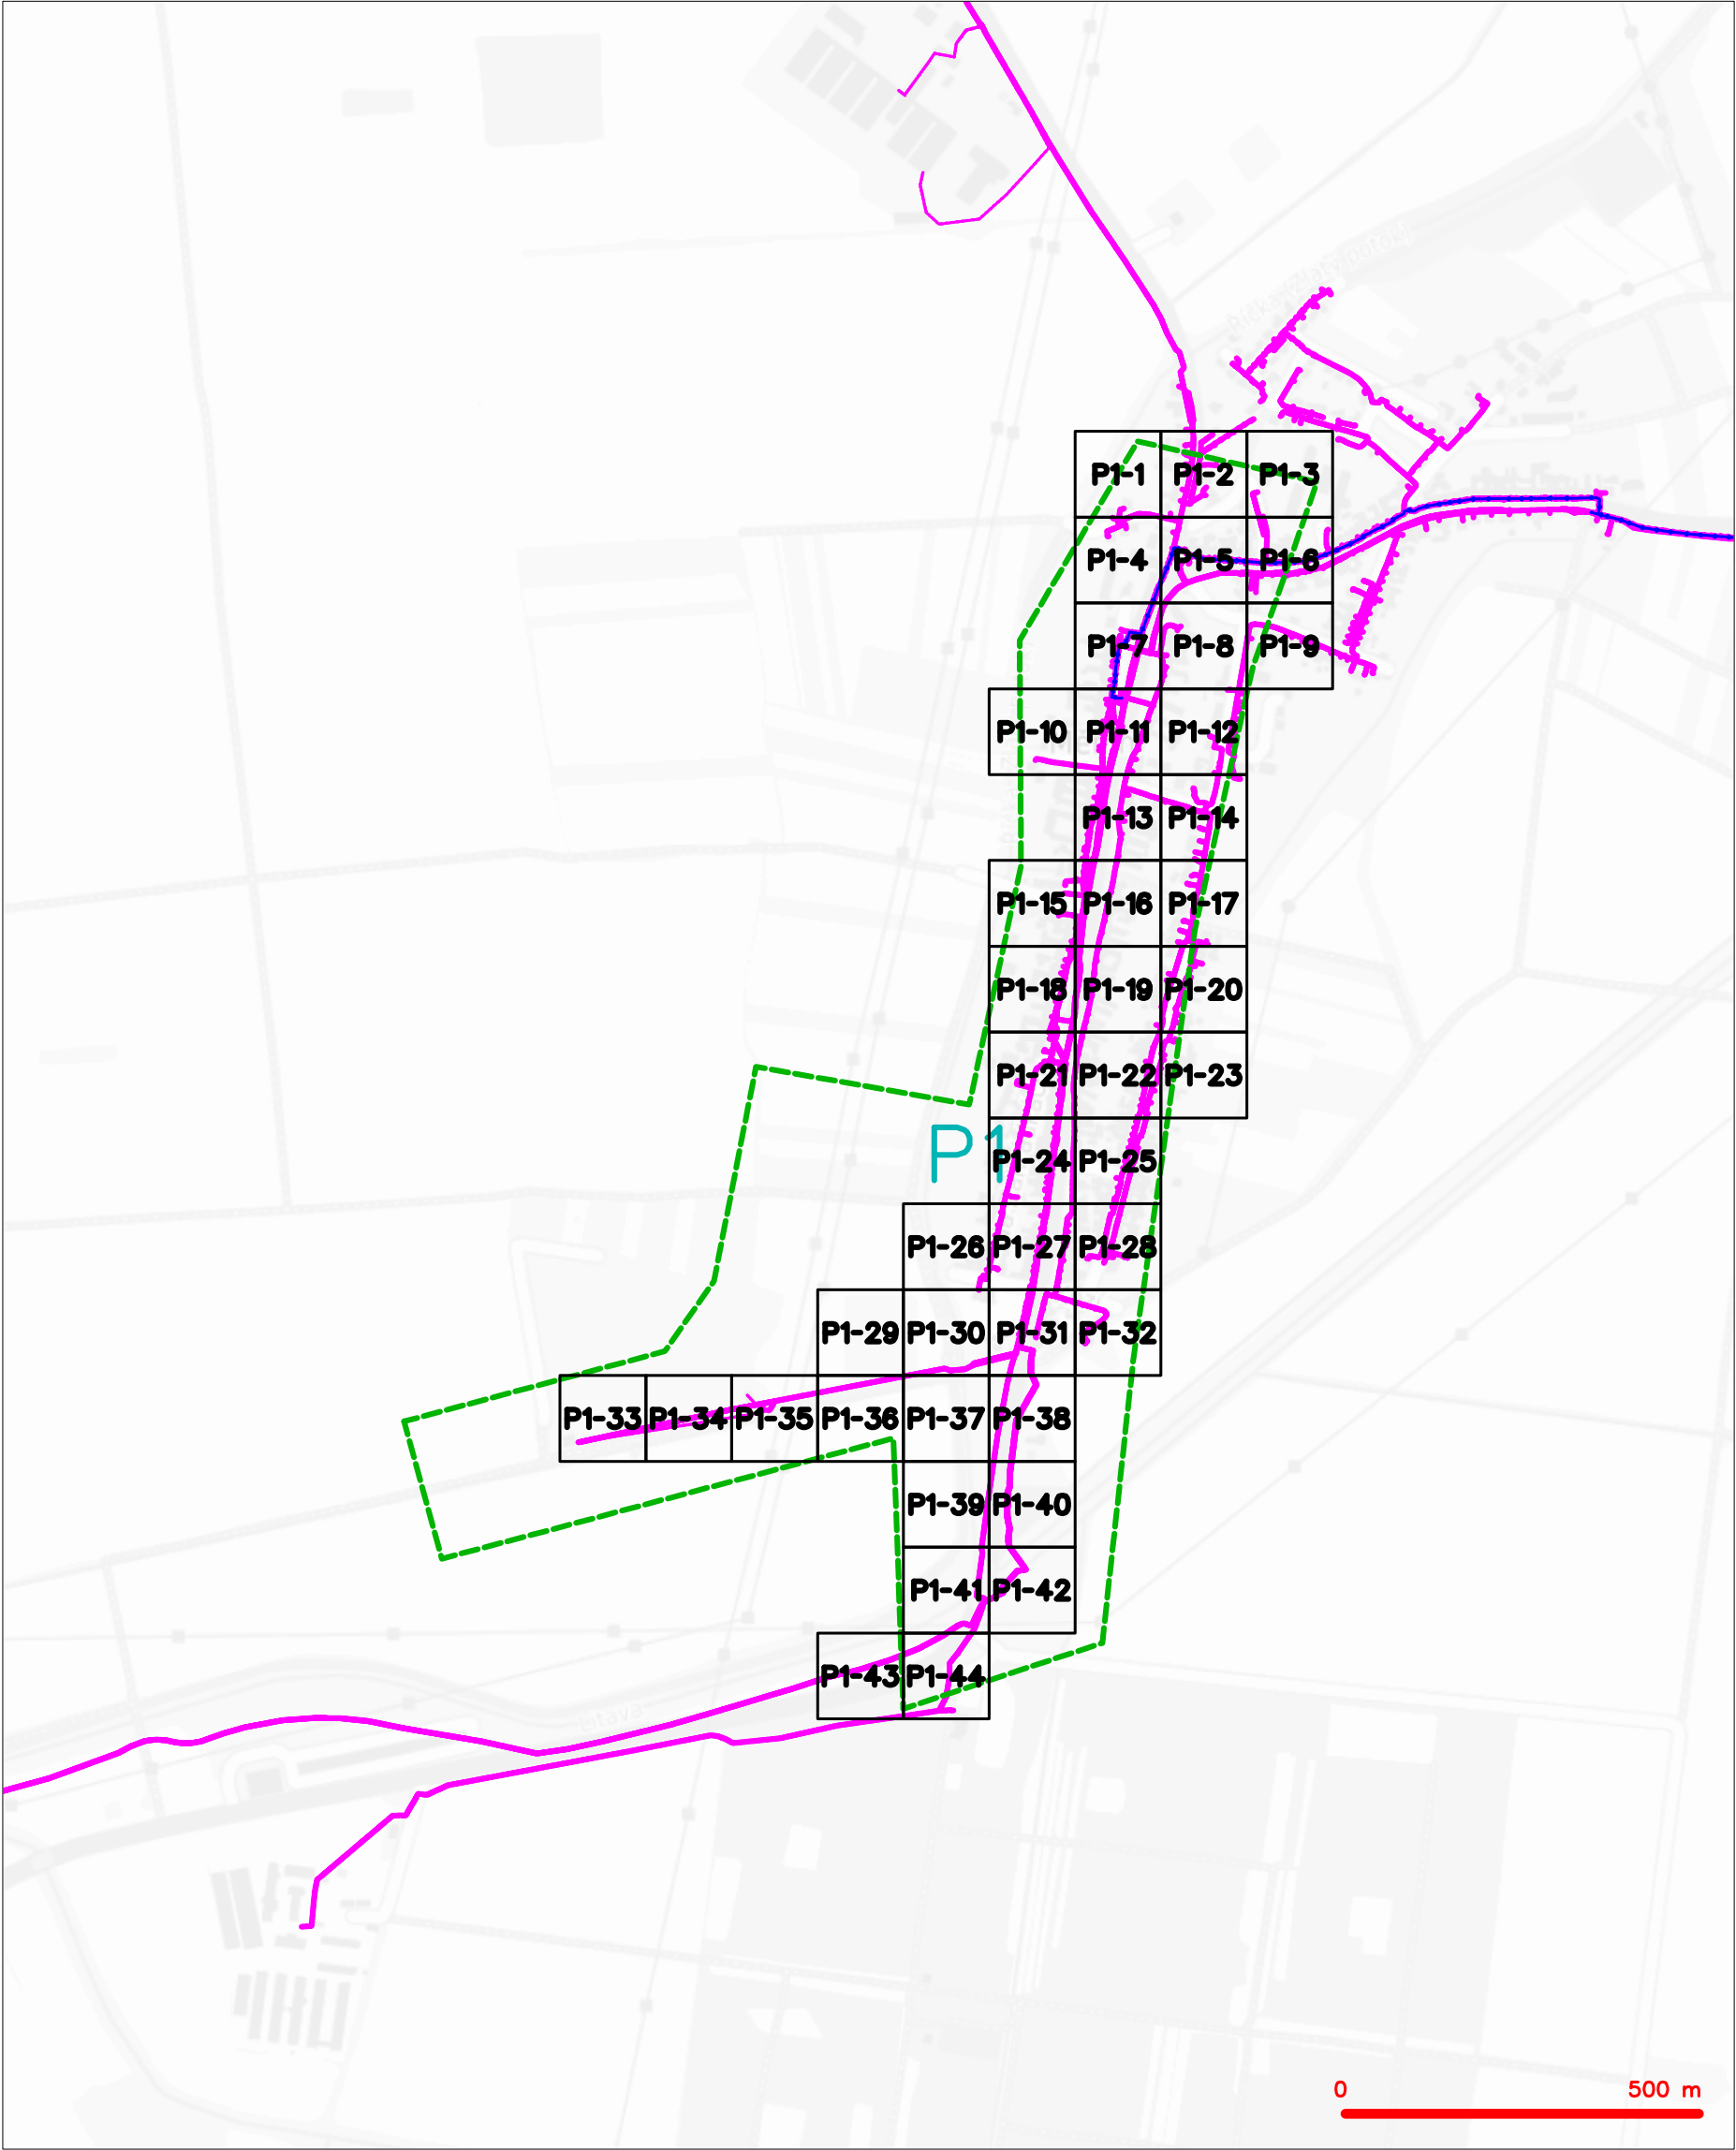 Říčka (Zlatý potok)
P1-1 P1-2 P1-3
P1-4 P1-5 P1-6
P1-7 P1-8 P1-9
P1-10 P1-11 P1-12
P1-13 P1-14
P1-15 P1-16 P1-17
P1-18 P1-19 P1-20
P1-21 P1-22 P1-23
P1
P1-24 P1-25
P1-26 P1-27 P1-28
P1-29 P1-30 P1-31 P1-32
P1-33 P1-34 P1-35 P1-36 P1-37 P1-38
P1-39 P1-40
P1-41 P1-42
P1-43 P1-44
Litava
0 500 m